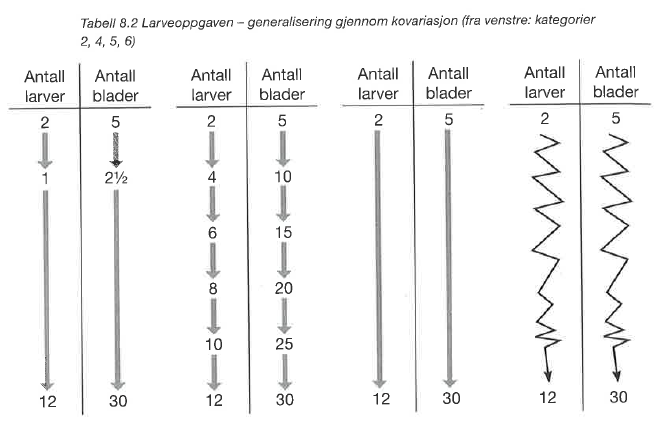 Tabell 8.2 Larveoppgaven – generalisering gjennom kovariasjon (fra venstre: kategorier
2, 4, 5, 6)
Antall Antall Antall Antall Antall Antall Antall Antall
larver blader larver blader larver blader larver blader
2 5 2 5 2 5 2 5
1 2½ 4 10
6 15
8 20
10 25
12 30 12 30 12 30 12 30